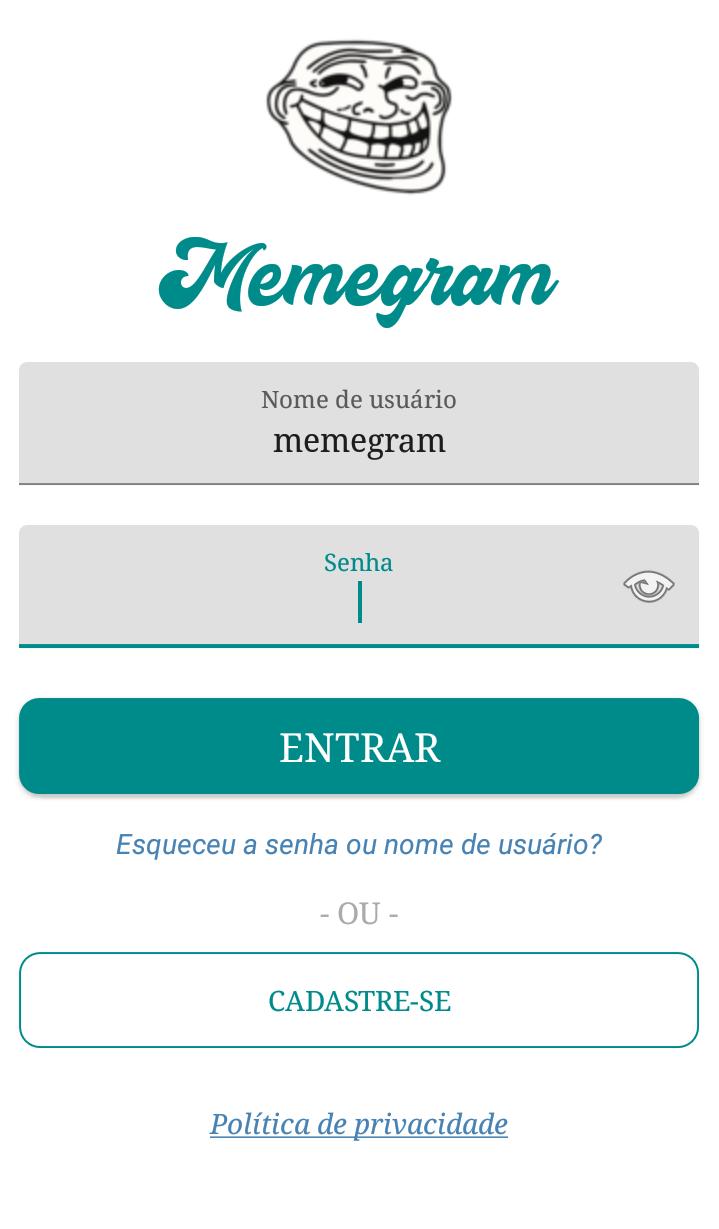 Memegram
Nome de usuário
memegram
Senha
ENTRAR
Esqueceu a senha ou nome de usuário?
- OU -
CADASTRE-SE
Política de privacidade